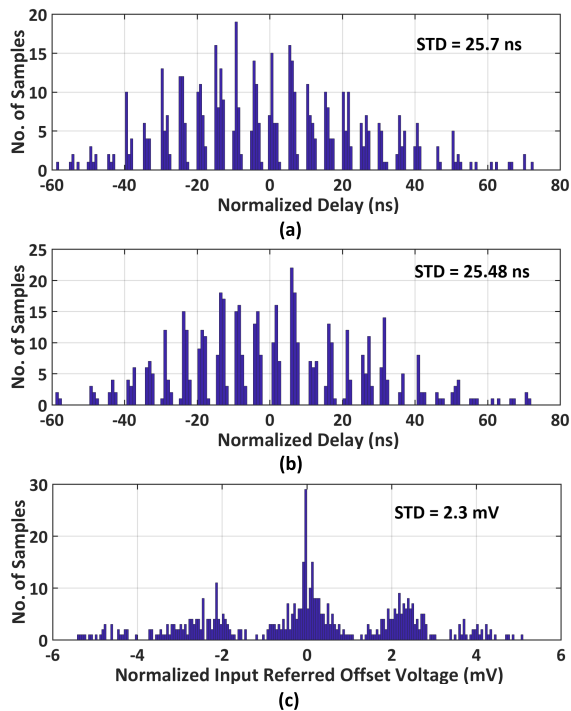 20
15
10
5
0
No. of Samples
STD = 25.7 ns
-60 -40 -20 0 20 40 60 80
Normalized Delay (ns)
(a)
25
20
15
10
5
0
No. of Samples
STD = 25.48 ns
-60 -40 -20 0 20 40 60 80
Normalized Delay (ns)
(b)
30
20
10
0
No. of Samples
STD = 2.3 mV
-6 -4 -2 0 2 4 6
Normalized Input Referred Offset Voltage (mV)
(c)